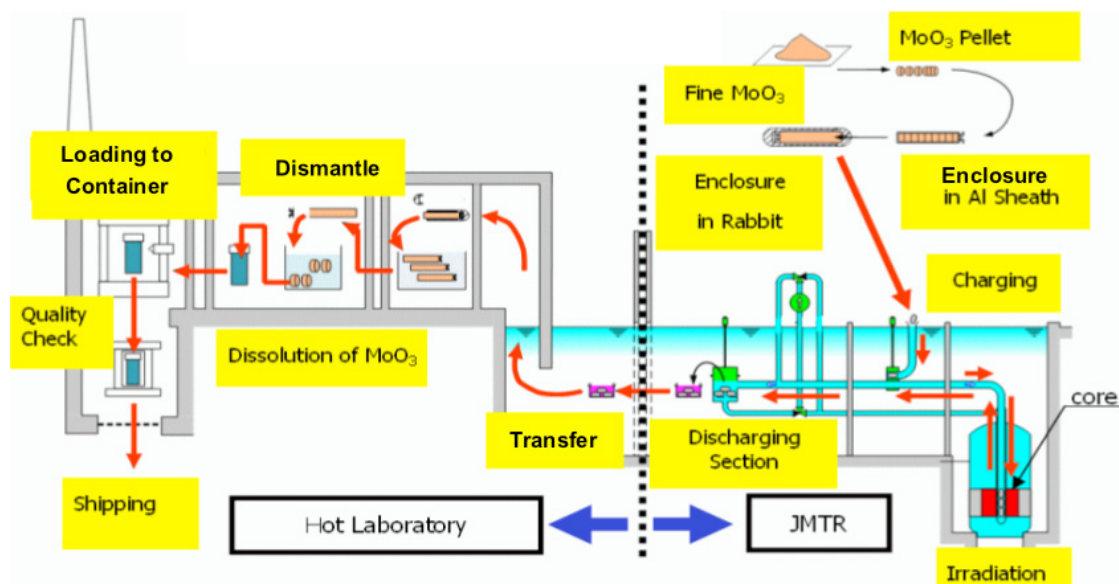 MoO₃ Pellet
Fine MoO₃
Enclosure
in Al Sheath
Enclosure
in Rabbit
Charging
core
Irradiation
Discharging
Section
JMTR
Transfer
Hot Laboratory
Dismantle
Dissolution of MoO₃
Loading to
Container
Quality
Check
Shipping